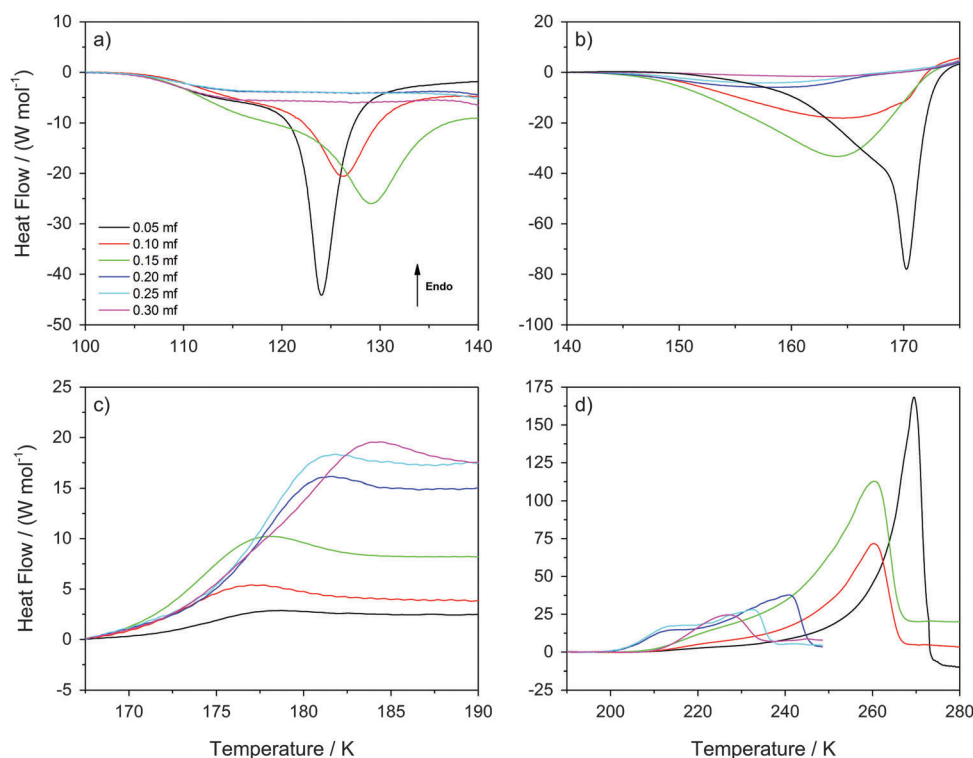 a)
Heat Flow / (W mol⁻¹)
10
0
-10
-20
-30
-40
-50
100 110 120 130 140
0.05 mf
0.10 mf
0.15 mf
0.20 mf
0.25 mf
0.30 mf
Endo
b)
20
0
-20
-40
-60
-80
-100
140 150 160 170
c)
Heat Flow / (W mol⁻¹)
25
20
15
10
5
0
-5
170 175 180 185 190
Temperature / K
d)
175
150
125
100
75
50
25
0
-25
200 220 240 260 280
Temperature / K